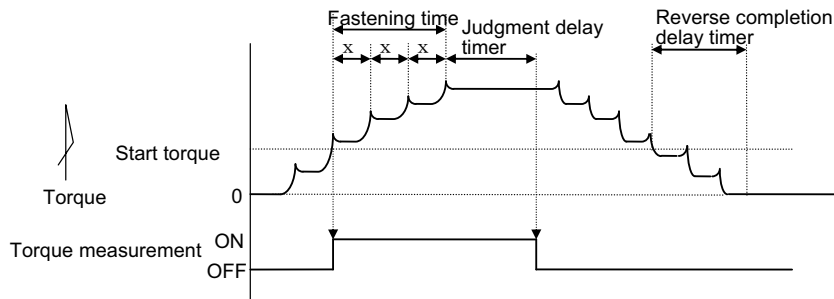 Fastening time
Judgment delay
timer
Reverse completion
delay timer
x x x
Start torque
Torque
0
Torque measurement
ON
OFF